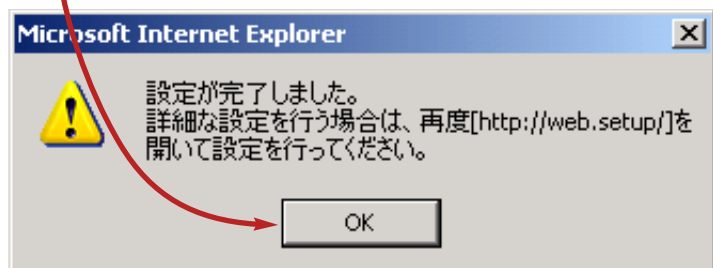 Microsoft Internet Explorer
設定が完了しました。
詳細な設定を行う場合は、再度[http://web.setup/]を
開いて設定を行ってください。
OK